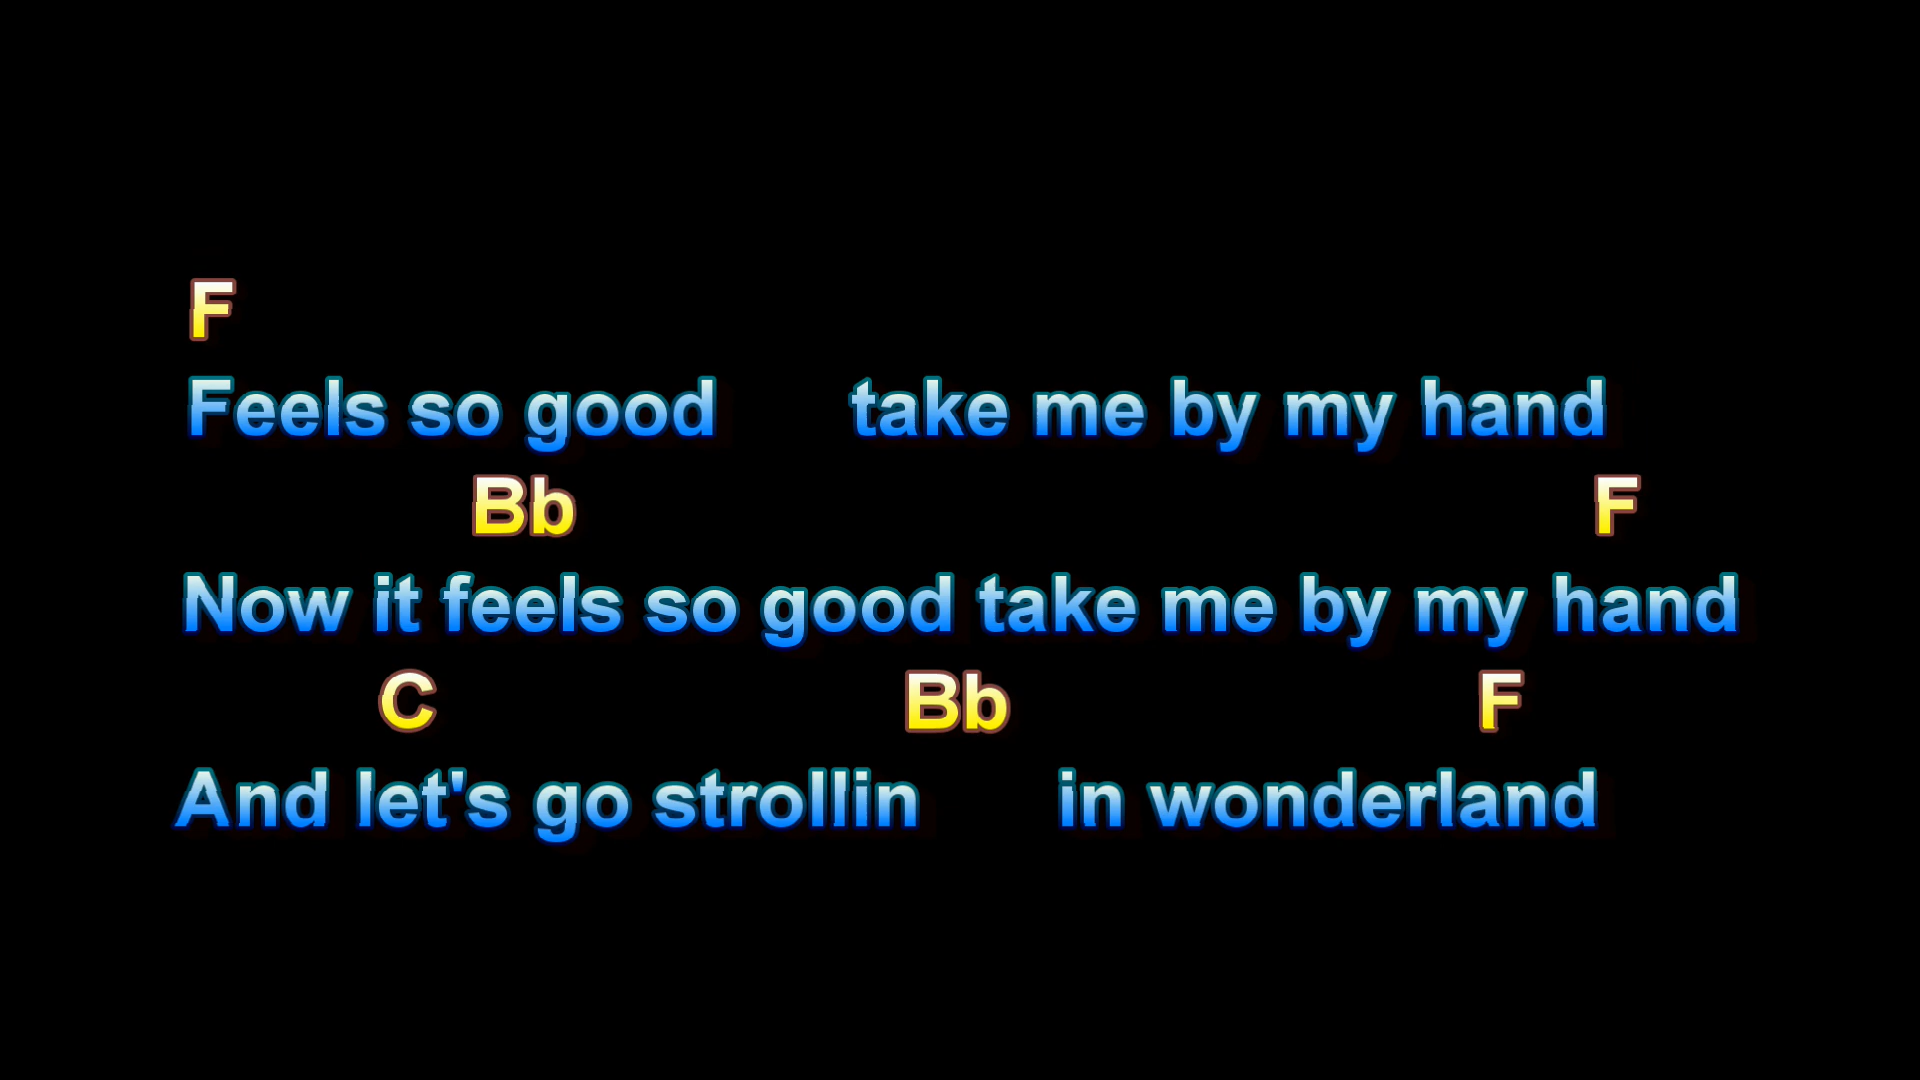 F
Feels so good take me by my hand
Bb F
Now it feels so good take me by my hand
C Bb F
And let's go strollin in wonderland